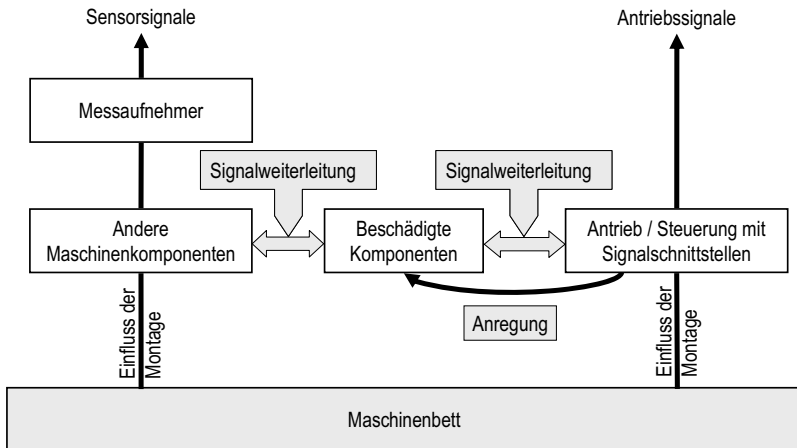 Sensorsignale
Antriebssignale
Messaufnehmer
Signalweiterleitung
Signalweiterleitung
Andere
Maschinenkomponenten
Beschädigte
Komponenten
Antrieb / Steuerung mit
Signalschnittstellen
Anregung
Einfluss der
Montage
Einfluss der
Montage
Maschinenbett